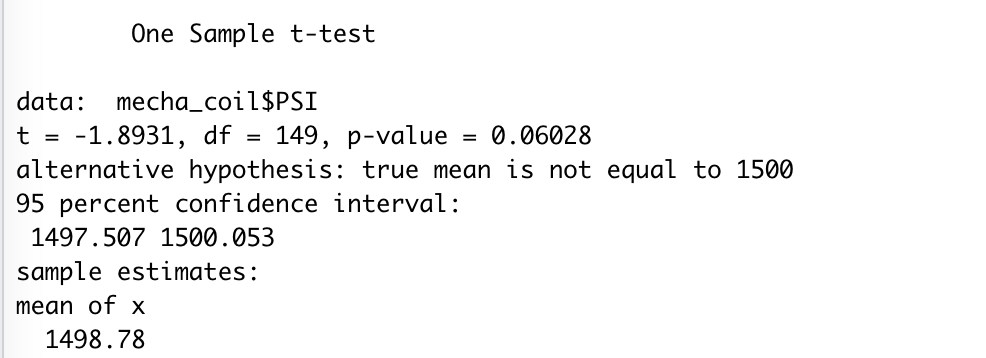 One Sample t-test
data:  mecha_coil$PSI
t = -1.8931, df = 149, p-value = 0.06028
alternative hypothesis: true mean is not equal to 1500
95 percent confidence interval:
1497.507 1500.053
sample estimates:
mean of x
1498.78